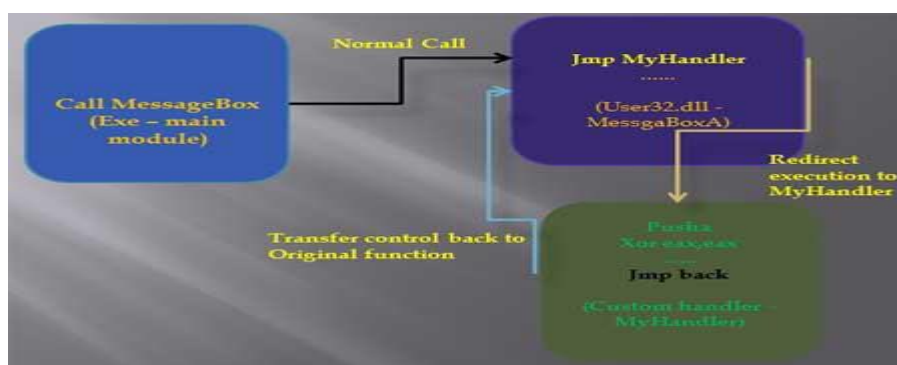 Normal Call
Call MessageBox
(Exe – main
module)
Jmp MyHandler
......
(User32.dll -
MessgaBoxA)
Redirect
execution to
MyHandler
Transfer control back to
Original function
Pusha
Xor eax,eax
.....
Jmp back
(Custom handler -
MyHandler)